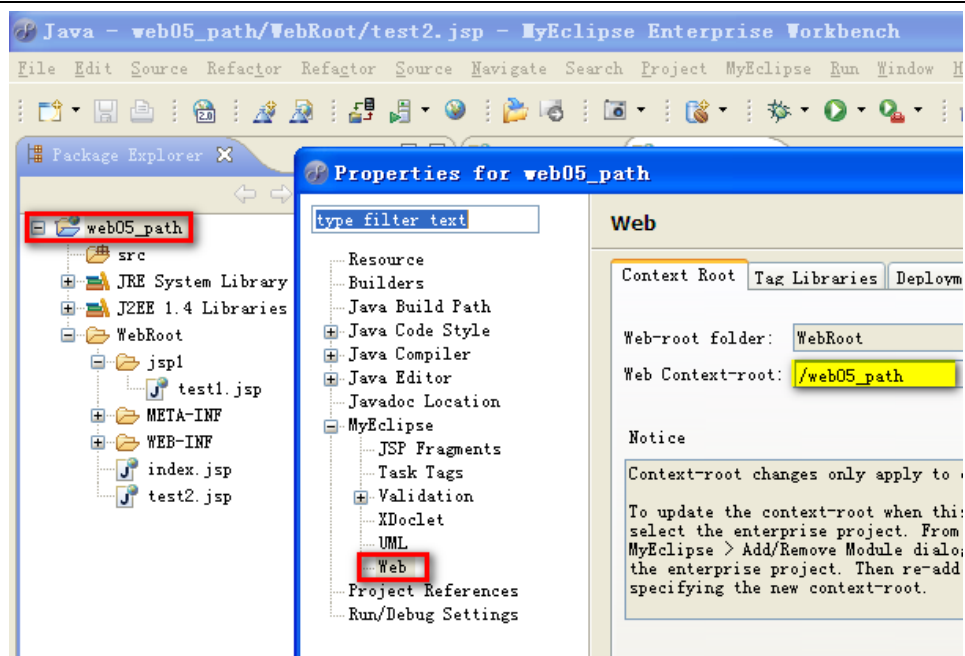 Java - web05_path/WebRoot/test2.jsp - MyEclipse Enterprise Workbench
File Edit Source Refactor Refactor Source Navigate Search Project MyEclipse Run Window H
2.0
Package Explorer
web05_path
src
JRE System Library
J2EE 1.4 Libraries
WebRoot
jsp1
test1.jsp
META-INF
WEB-INF
index.jsp
test2.jsp
Properties for web05_path
type filter text
Resource
Builders
Java Build Path
Java Code Style
Java Compiler
Java Editor
Javadoc Location
MyEclipse
JSP Fragments
Task Tags
Validation
XDoclet
UML
Web
Project References
Run/Debug Settings
Web
Context Root Tag Libraries Deploym
Web-root folder: WebRoot
Web Context-root: /web05_path
Notice
Context-root changes only apply to
To update the context-root when this
select the enterprise project. From
MyEclipse > Add/Remove Module dialog
the enterprise project. Then re-add
specifying the new context-root.